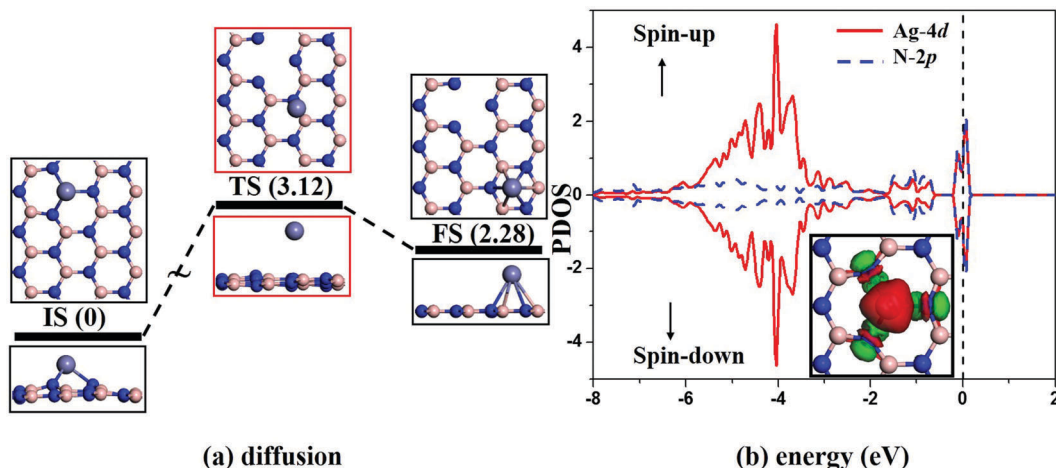 TS (3.12)
FS (2.28)
IS (0)
(a) diffusion
PDOS
4
2
0
-2
-4
Spin-up
Spin-down
Ag-4d
N-2p
-8
-6
-4
-2
0
2
(b) energy (eV)